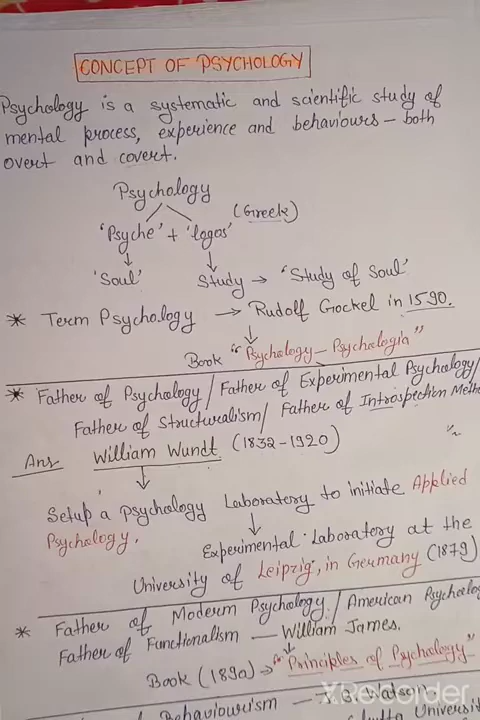 CONCEPT OF PSYCHOLOGY
Psychology is a systematic and scientific study of
mental process, experience and behaviours - both
overt and covert.
Psychology
'Psyche' + 'logos' (Greek)
'Soul' Study → "Study of Soul"
* Term Psychology → Rudolf Gockel in 1590.
Book "Psychology - Psychologia"
* Father of Psychology / Father of Experimental Psychology/
Father of Structuralism / Father of Introspection Meth
Ans William Wundt (1832-1920)
Setup a psychology Laboratory to initiate Applied
Psychology.
Experimental Laboratory at the
University of Leipzig, in Germany (1879)
* Father of Modern Psychology / American Psycholo
Father of Functionalism — William James.
Book (1890) → "Principles of Psychology"
Behaviourism — J.B. Watson
XRecorder